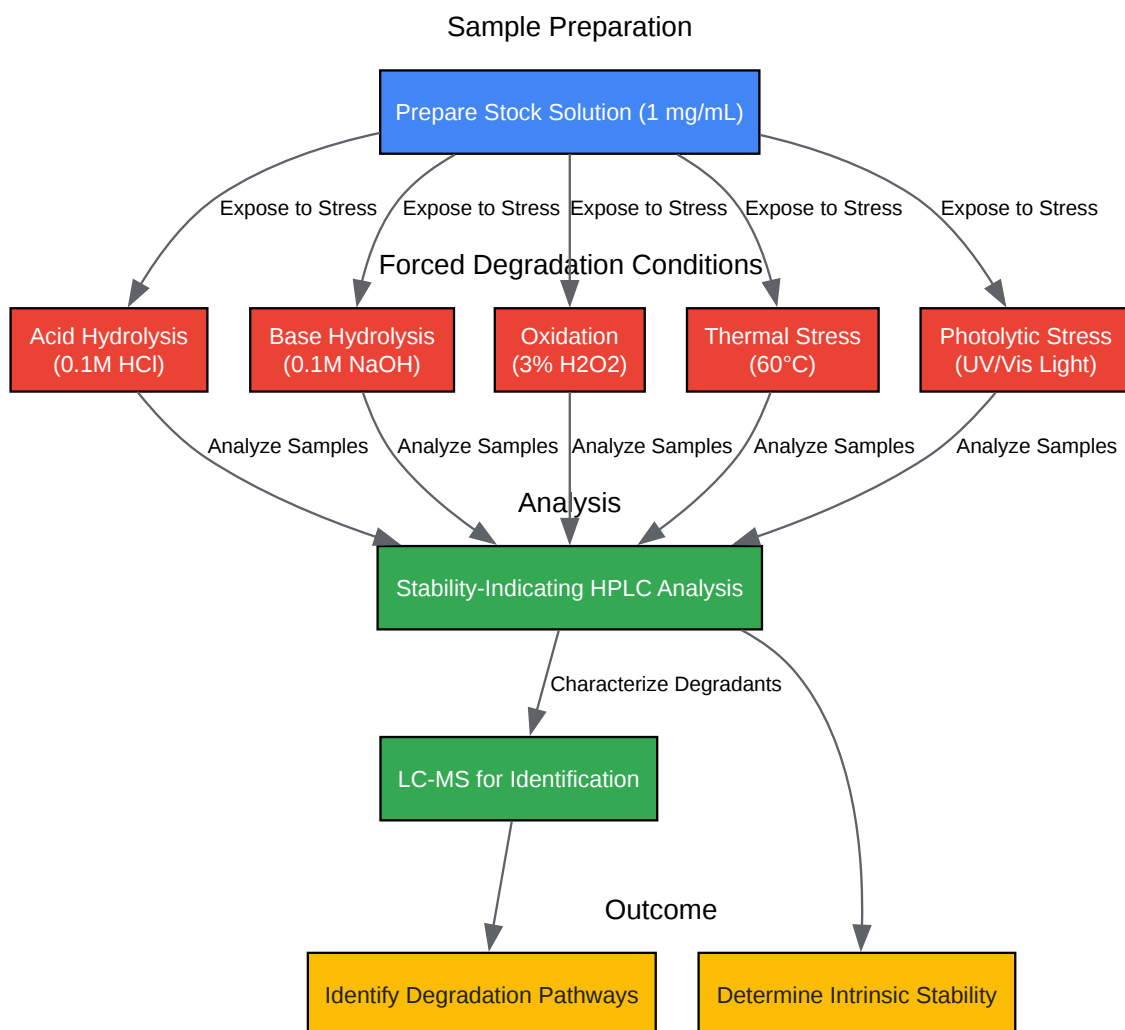 Sample Preparation
Prepare Stock Solution (1 mg/mL)
Expose to Stress
Expose to Stress
Expose to Stress
Expose to Stress
Expose to Stress
Forced Degradation Conditions
Acid Hydrolysis
(0.1M HCl)
Base Hydrolysis
(0.1M NaOH)
Oxidation
(3% H2O2)
Thermal Stress
(60°C)
Photolytic Stress
(UV/Vis Light)
Analyze Samples
Analyze Samples
Analyze Samples
Analyze Samples
Analyze Samples
Analysis
Stability-Indicating HPLC Analysis
Characterize Degradants
LC-MS for Identification
Outcome
Identify Degradation Pathways
Determine Intrinsic Stability